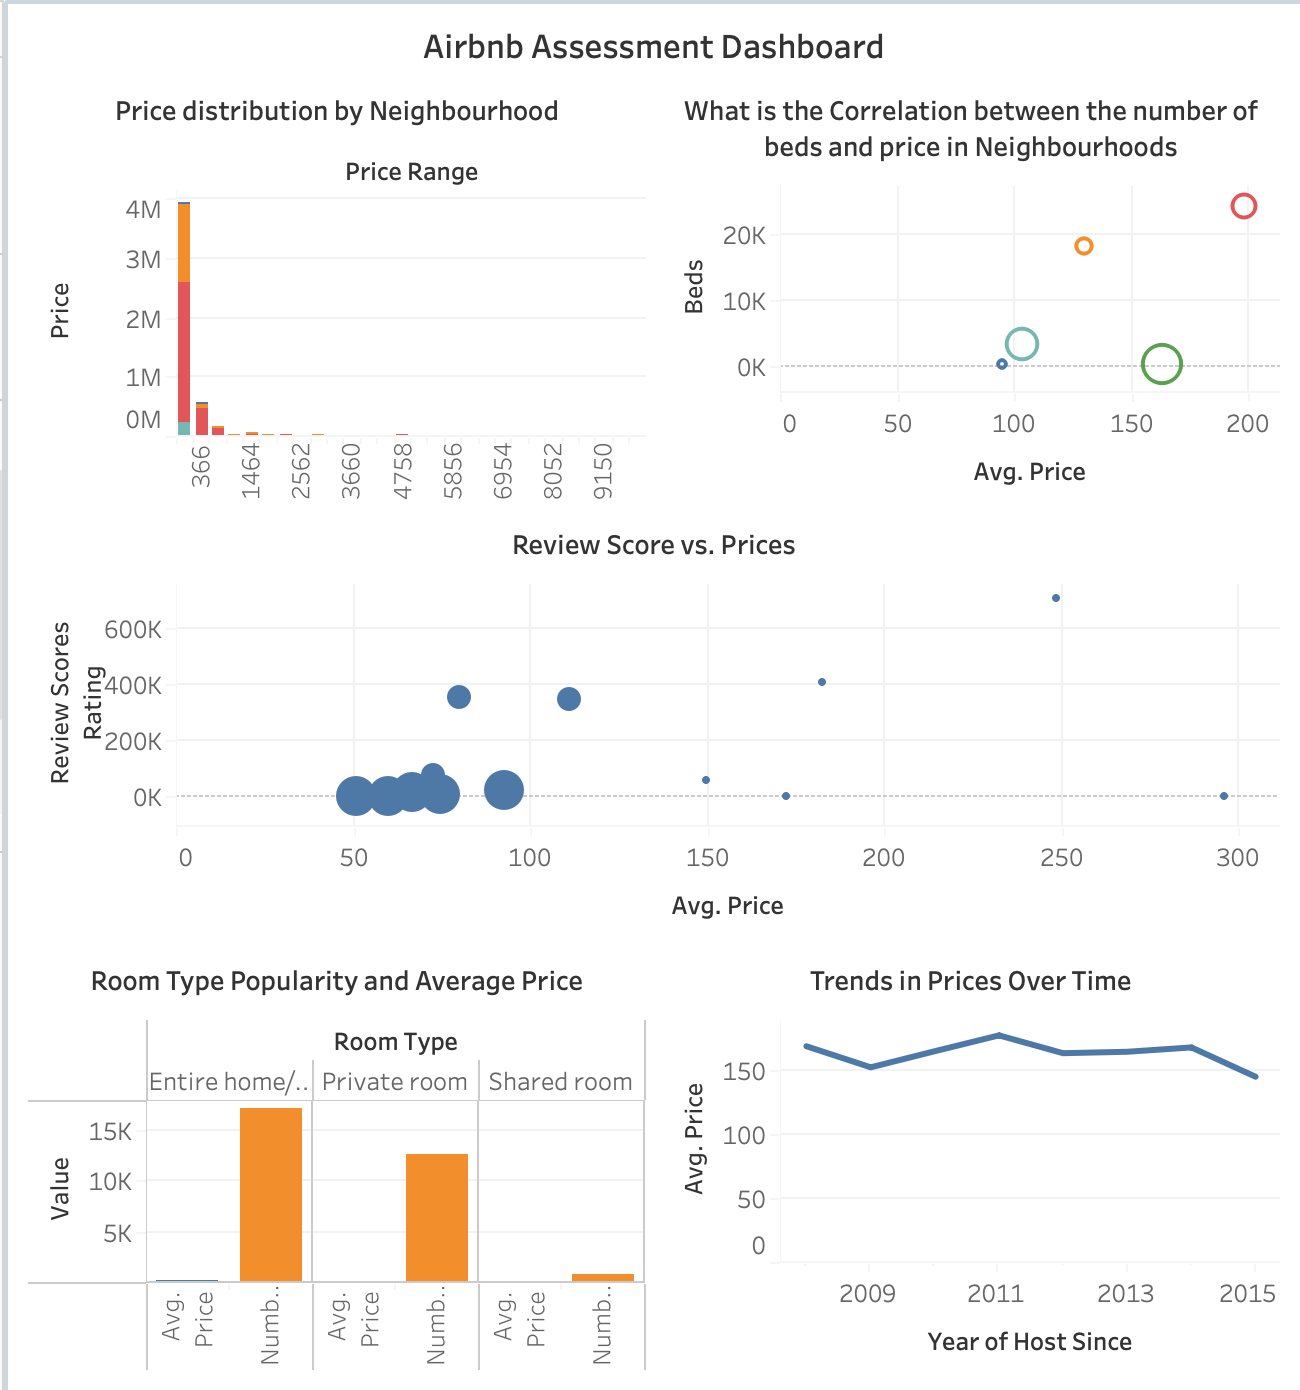 Airbnb Assessment Dashboard
Price distribution by Neighbourhood
Price Range
Price
4M
3M
2M
1M
0M
366
1464
2562
3660
4758
5856
6954
8052
9150
What is the Correlation between the number of
beds and price in Neighbourhoods
Beds
20K
10K
0K
0
50
100
150
200
Avg. Price
Review Score vs. Prices
Review Scores
Rating
600K
400K
200K
0K
0
50
100
150
200
250
300
Avg. Price
Room Type Popularity and Average Price
Room Type
Entire home/..
Private room
Shared room
Value
15K
10K
5K
Avg.
Price
Numb..
Avg.
Price
Numb..
Avg.
Price
Numb..
Trends in Prices Over Time
Avg. Price
150
100
50
0
2009
2011
2013
2015
Year of Host Since